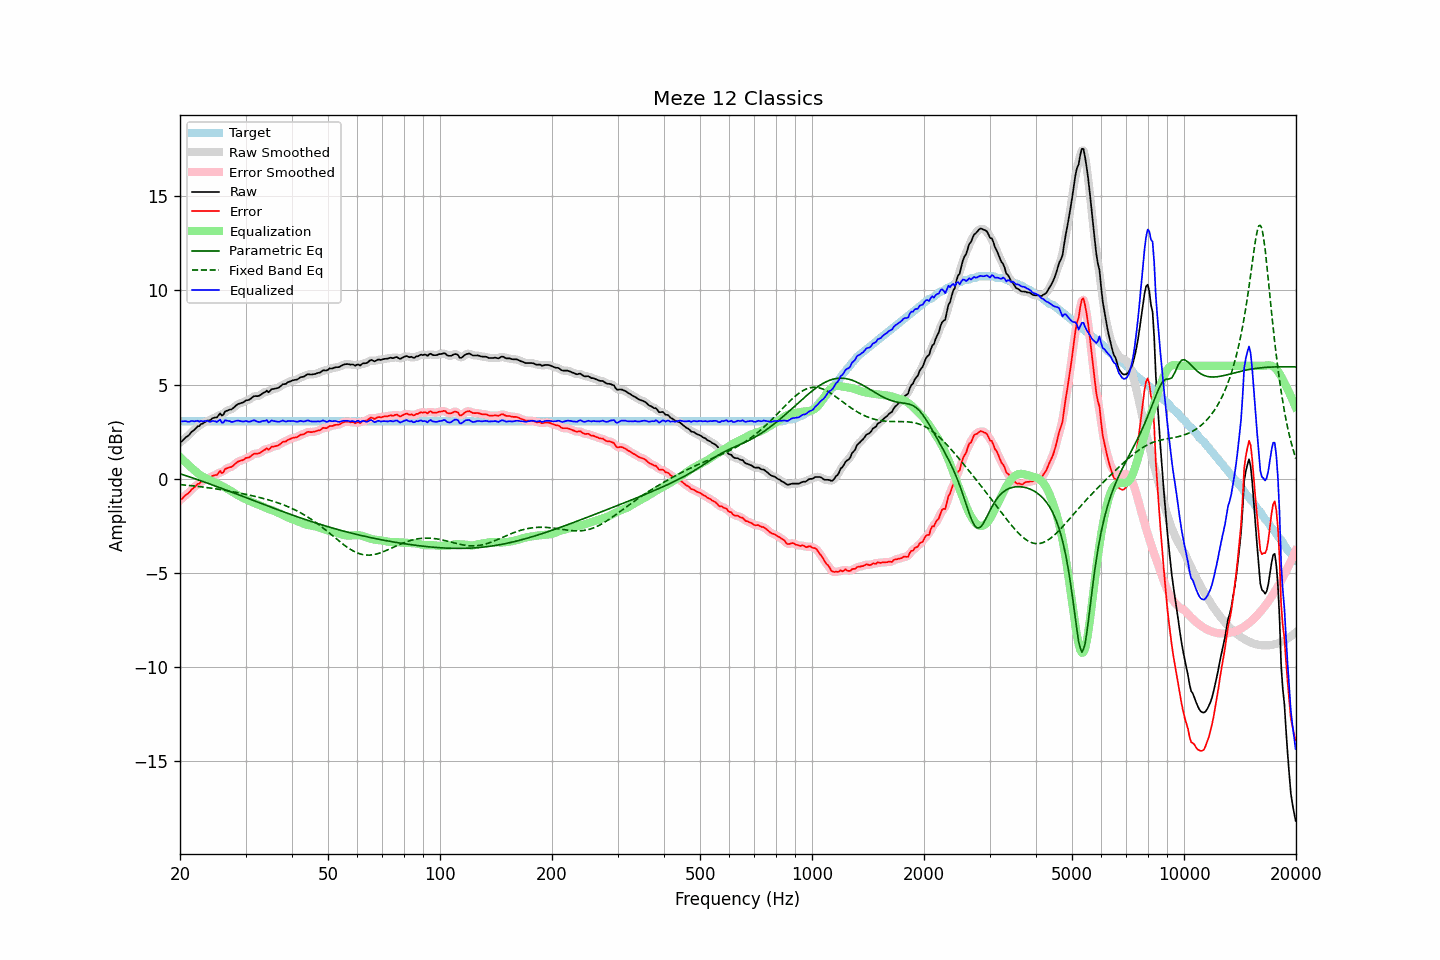 Meze 12 Classics
Target
Raw Smoothed
Error Smoothed
Raw
Error
Equalization
Parametric Eq
Fixed Band Eq
Equalized
Amplitude (dBr)
15
10
5
0
−5
−10
−15
20 50 100 200 500 1000 2000 5000 10000 20000
Frequency (Hz)